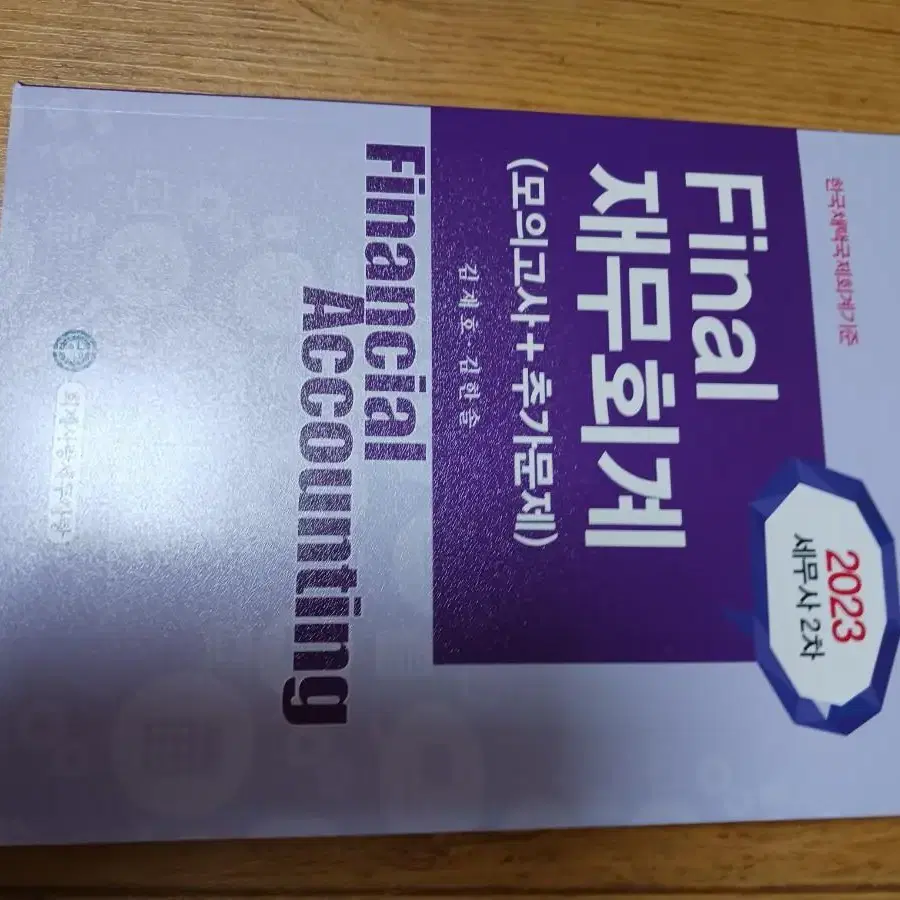 한국채택국제회계기준
Final
재무회계
(모의고사+추가문제)
2023
세무사 2차
김재호·김한솔
Financial
Accounting